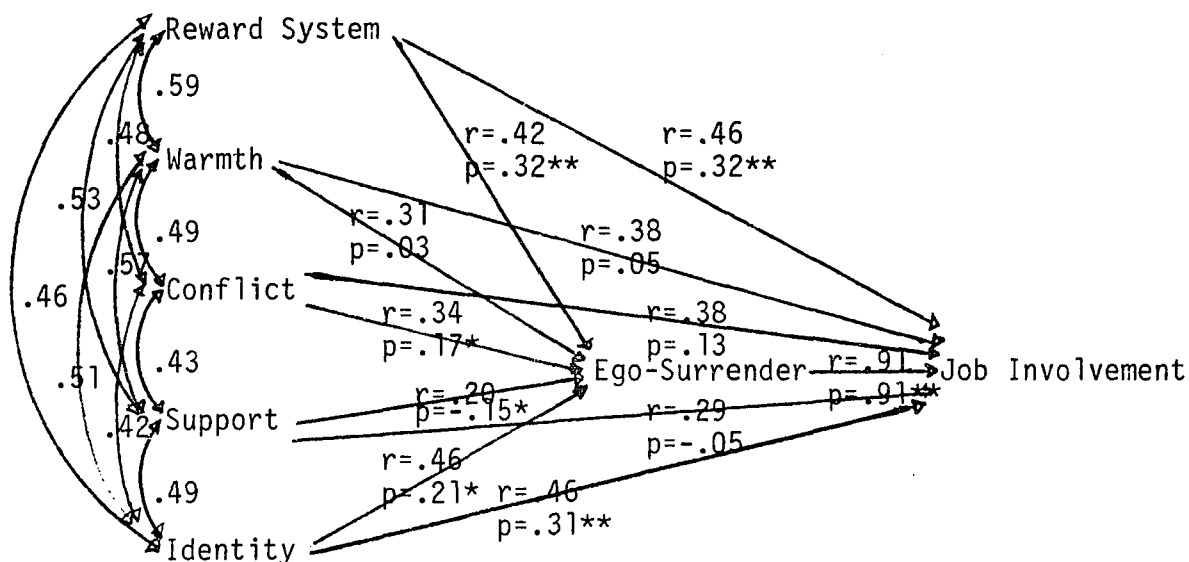 Reward System
.59
r=.42
r=.46
.48
p=.32**
p=.32**
Warmth
.53
r=.31
.49
r=.38
p=.03
p=.05
.57
Conflict
.46
r=.34
r=.38
p=.17*
p=.13
.43
r=.91
.51
Ego-Surrender
Job Involvement
r=.20
p=.91**
p=-.15*
r=.29
.42
Support
p=-.05
r=.46
.49
p=.21*
r=.46
p=.31**
Identity